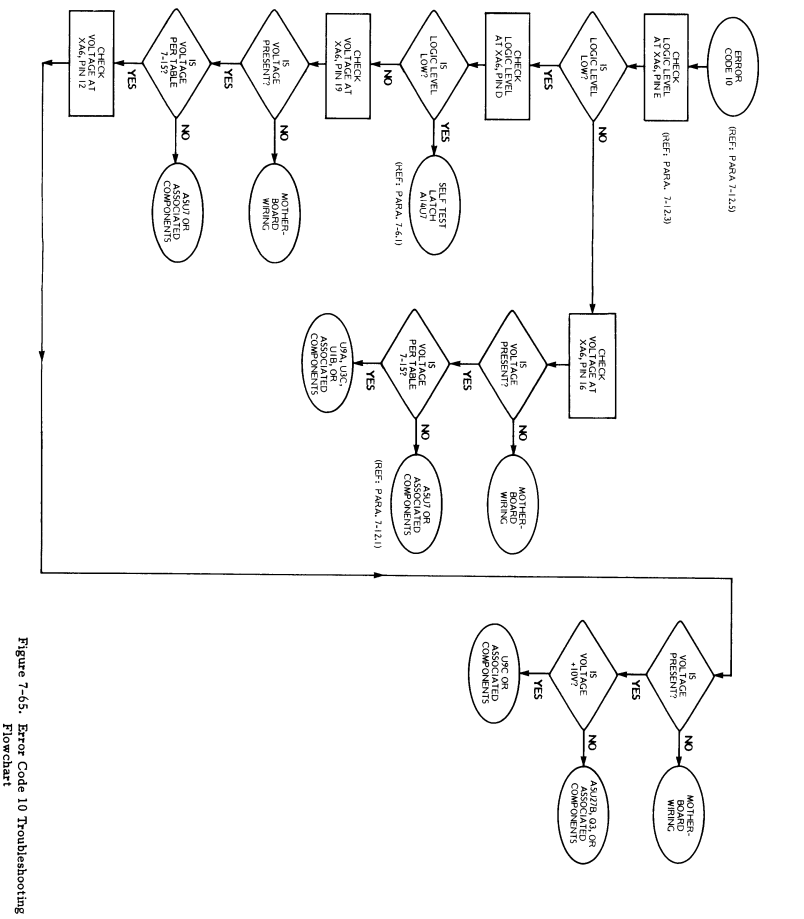 ERROR
CODE 10
(REF: PARA 7-12.5)
CHECK
LOGIC LEVEL
AT XA6, PIN E
(REF: PARA. 7-12.3)
IS
LOGIC LEVEL
LOW?
NO
YES
CHECK
LOGIC LEVEL
AT XA6, PIN D
IS
LOGIC LEVEL
LOW?
YES
SELF TEST
LATCH
A14U7
(REF: PARA. 7-6.1)
NO
CHECK
VOLTAGE AT
XA6, PIN 19
IS
VOLTAGE
PRESENT?
NO
MOTHER-
BOARD
WIRING
YES
IS
VOLTAGE
PER TABLE
7-15?
NO
A5U7 OR
ASSOCIATED
COMPONENTS
YES
CHECK
VOLTAGE AT
XA6, PIN 12
CHECK
VOLTAGE AT
XA6, PIN 16
IS
VOLTAGE
PRESENT?
NO
MOTHER-
BOARD
WIRING
YES
IS
VOLTAGE
PER TABLE
7-15?
NO
A5U7 OR
ASSOCIATED
COMPONENTS
(REF: PARA. 7-12.1)
YES
U9A, U3C,
U1B, OR
ASSOCIATED
COMPONENTS
IS
VOLTAGE
PRESENT?
NO
MOTHER-
BOARD
WIRING
YES
IS
VOLTAGE
+10V?
NO
A5U27B, Q3, OR
ASSOCIATED
COMPONENTS
YES
U9C OR
ASSOCIATED
COMPONENTS
Figure 7-65. Error Code 10 Troubleshooting
Flowchart